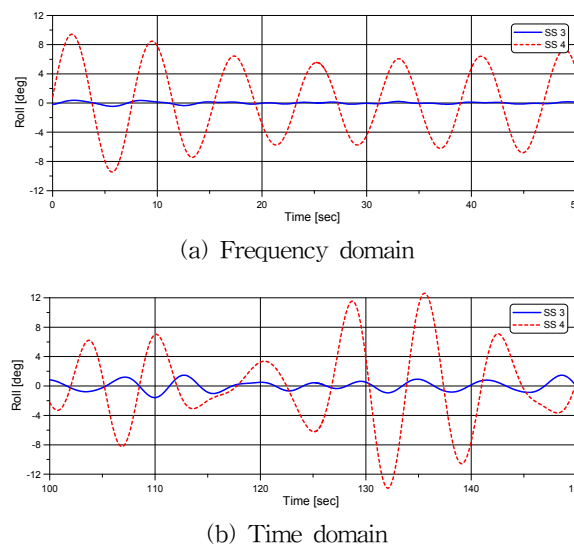 12
8
4
0
-4
-8
-12
Roll [deg]
SS 3
SS 4
0 10 20 30 40 50
Time [sec]
(a) Frequency domain
12
8
4
0
-4
-8
-12
Roll [deg]
SS 3
SS 4
100 110 120 130 140
Time [sec]
(b) Time domain